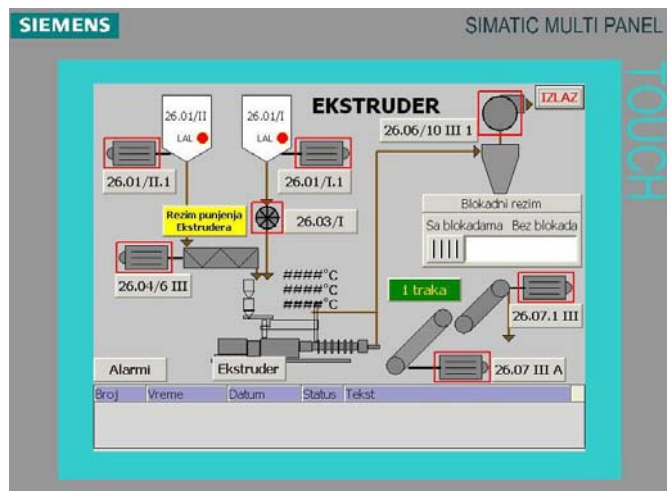 SIEMENS
SIMATIC MULTI PANEL
TOUCH
EKSTRUDER
IZLAZ
26.01/II
LAL
26.01/I
LAL
26.06/10 III 1
26.01/II.1
26.01/I.1
Blokadni rezim
Sa blokadama Bez blokada
Rezim punjenja
Ekstrudera
26.03/I
26.04/6 III
####°C
####°C
####°C
1 traka
26.07.1 III
Alarmi
Ekstruder
26.07 III A
Broj Vreme Datum Status Tekst